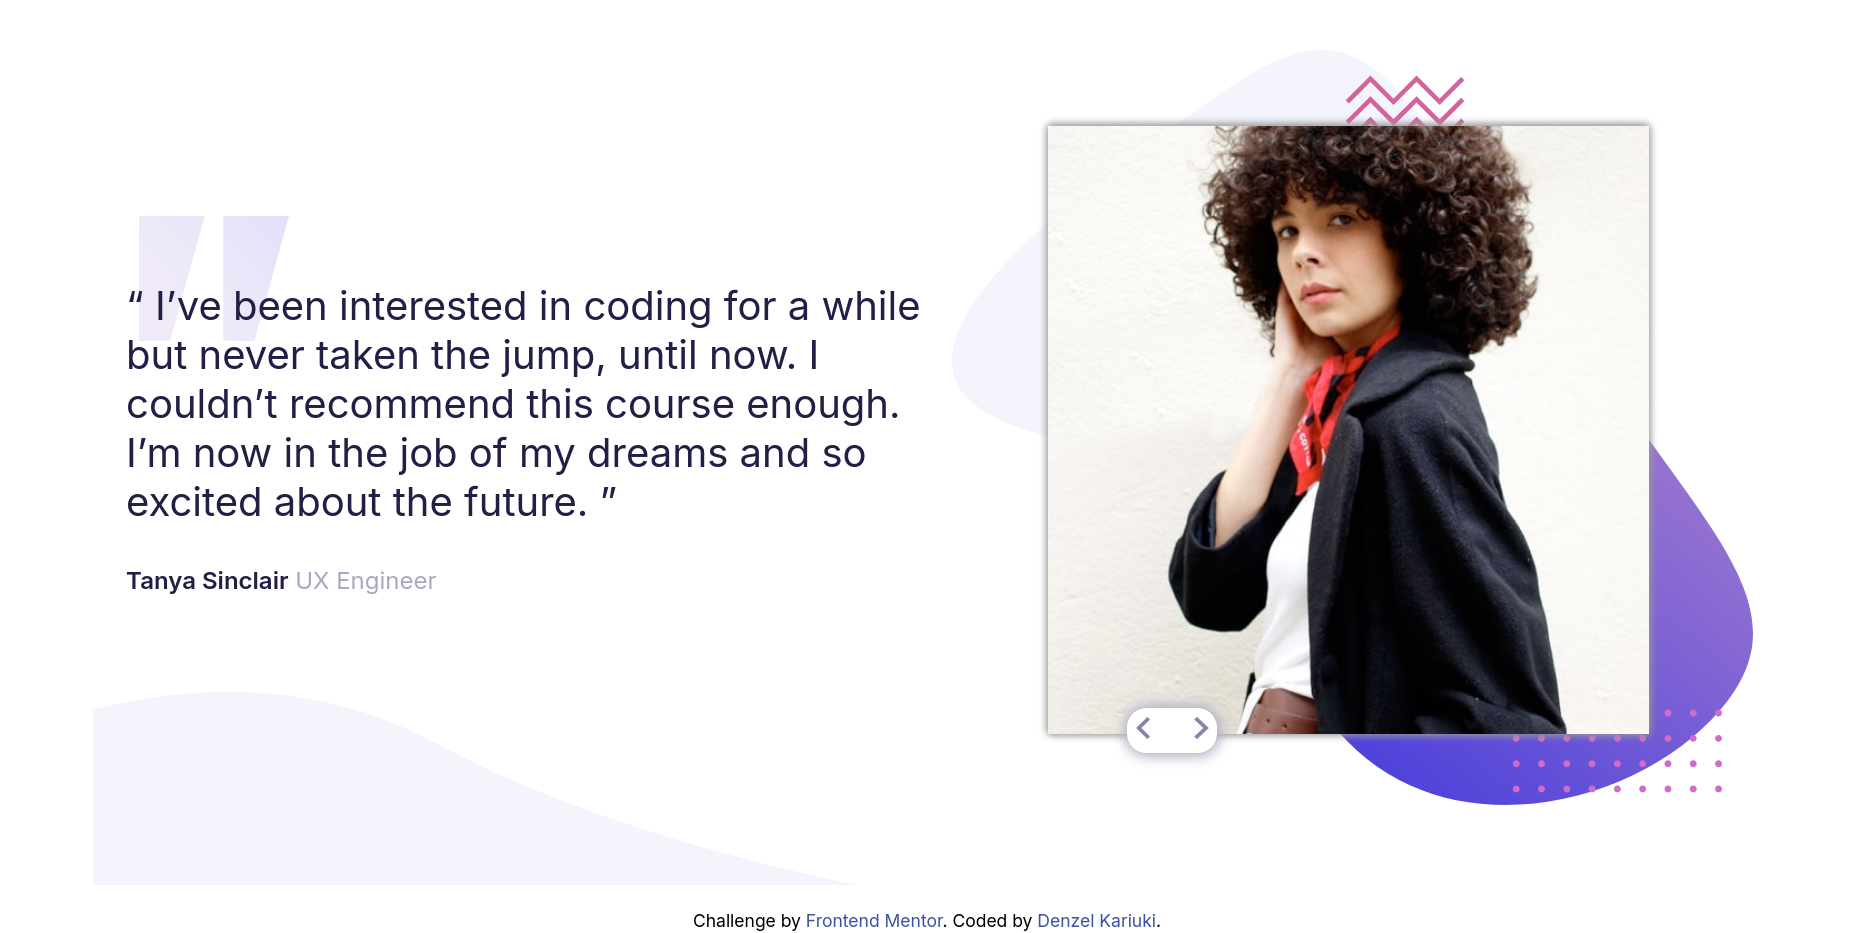 “ I’ve been interested in coding for a while
but never taken the jump, until now. I
couldn’t recommend this course enough.
I’m now in the job of my dreams and so
excited about the future. ”
Tanya Sinclair UX Engineer
Challenge by Frontend Mentor. Coded by Denzel Kariuki.